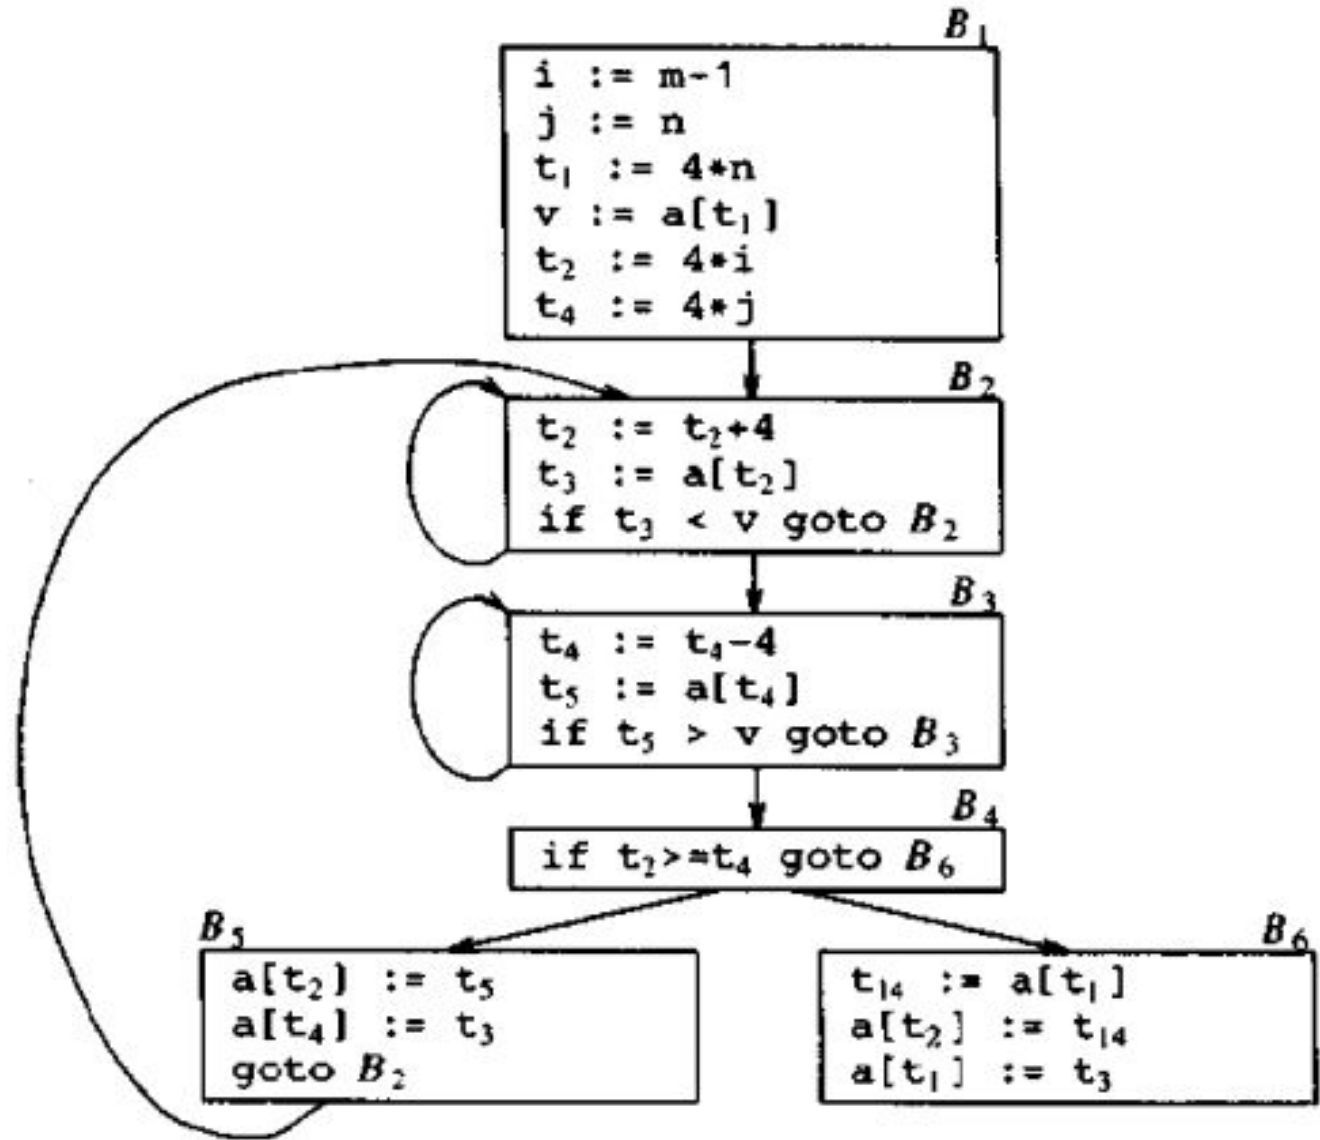 B₁
i := m-1
j := n
t₁ := 4*n
v := a[t₁]
t₂ := 4*i
t₄ := 4*j
B₂
t₂ := t₂+4
t₃ := a[t₂]
if t₃ < v goto B₂
B₃
t₄ := t₄-4
t₅ := a[t₄]
if t₅ > v goto B₃
B₄
if t₂>=t₄ goto B₆
B₅
a[t₂] := t₅
a[t₄] := t₃
goto B₂
B₆
t₁₄ := a[t₁]
a[t₂] := t₁₄
a[t₁] := t₃